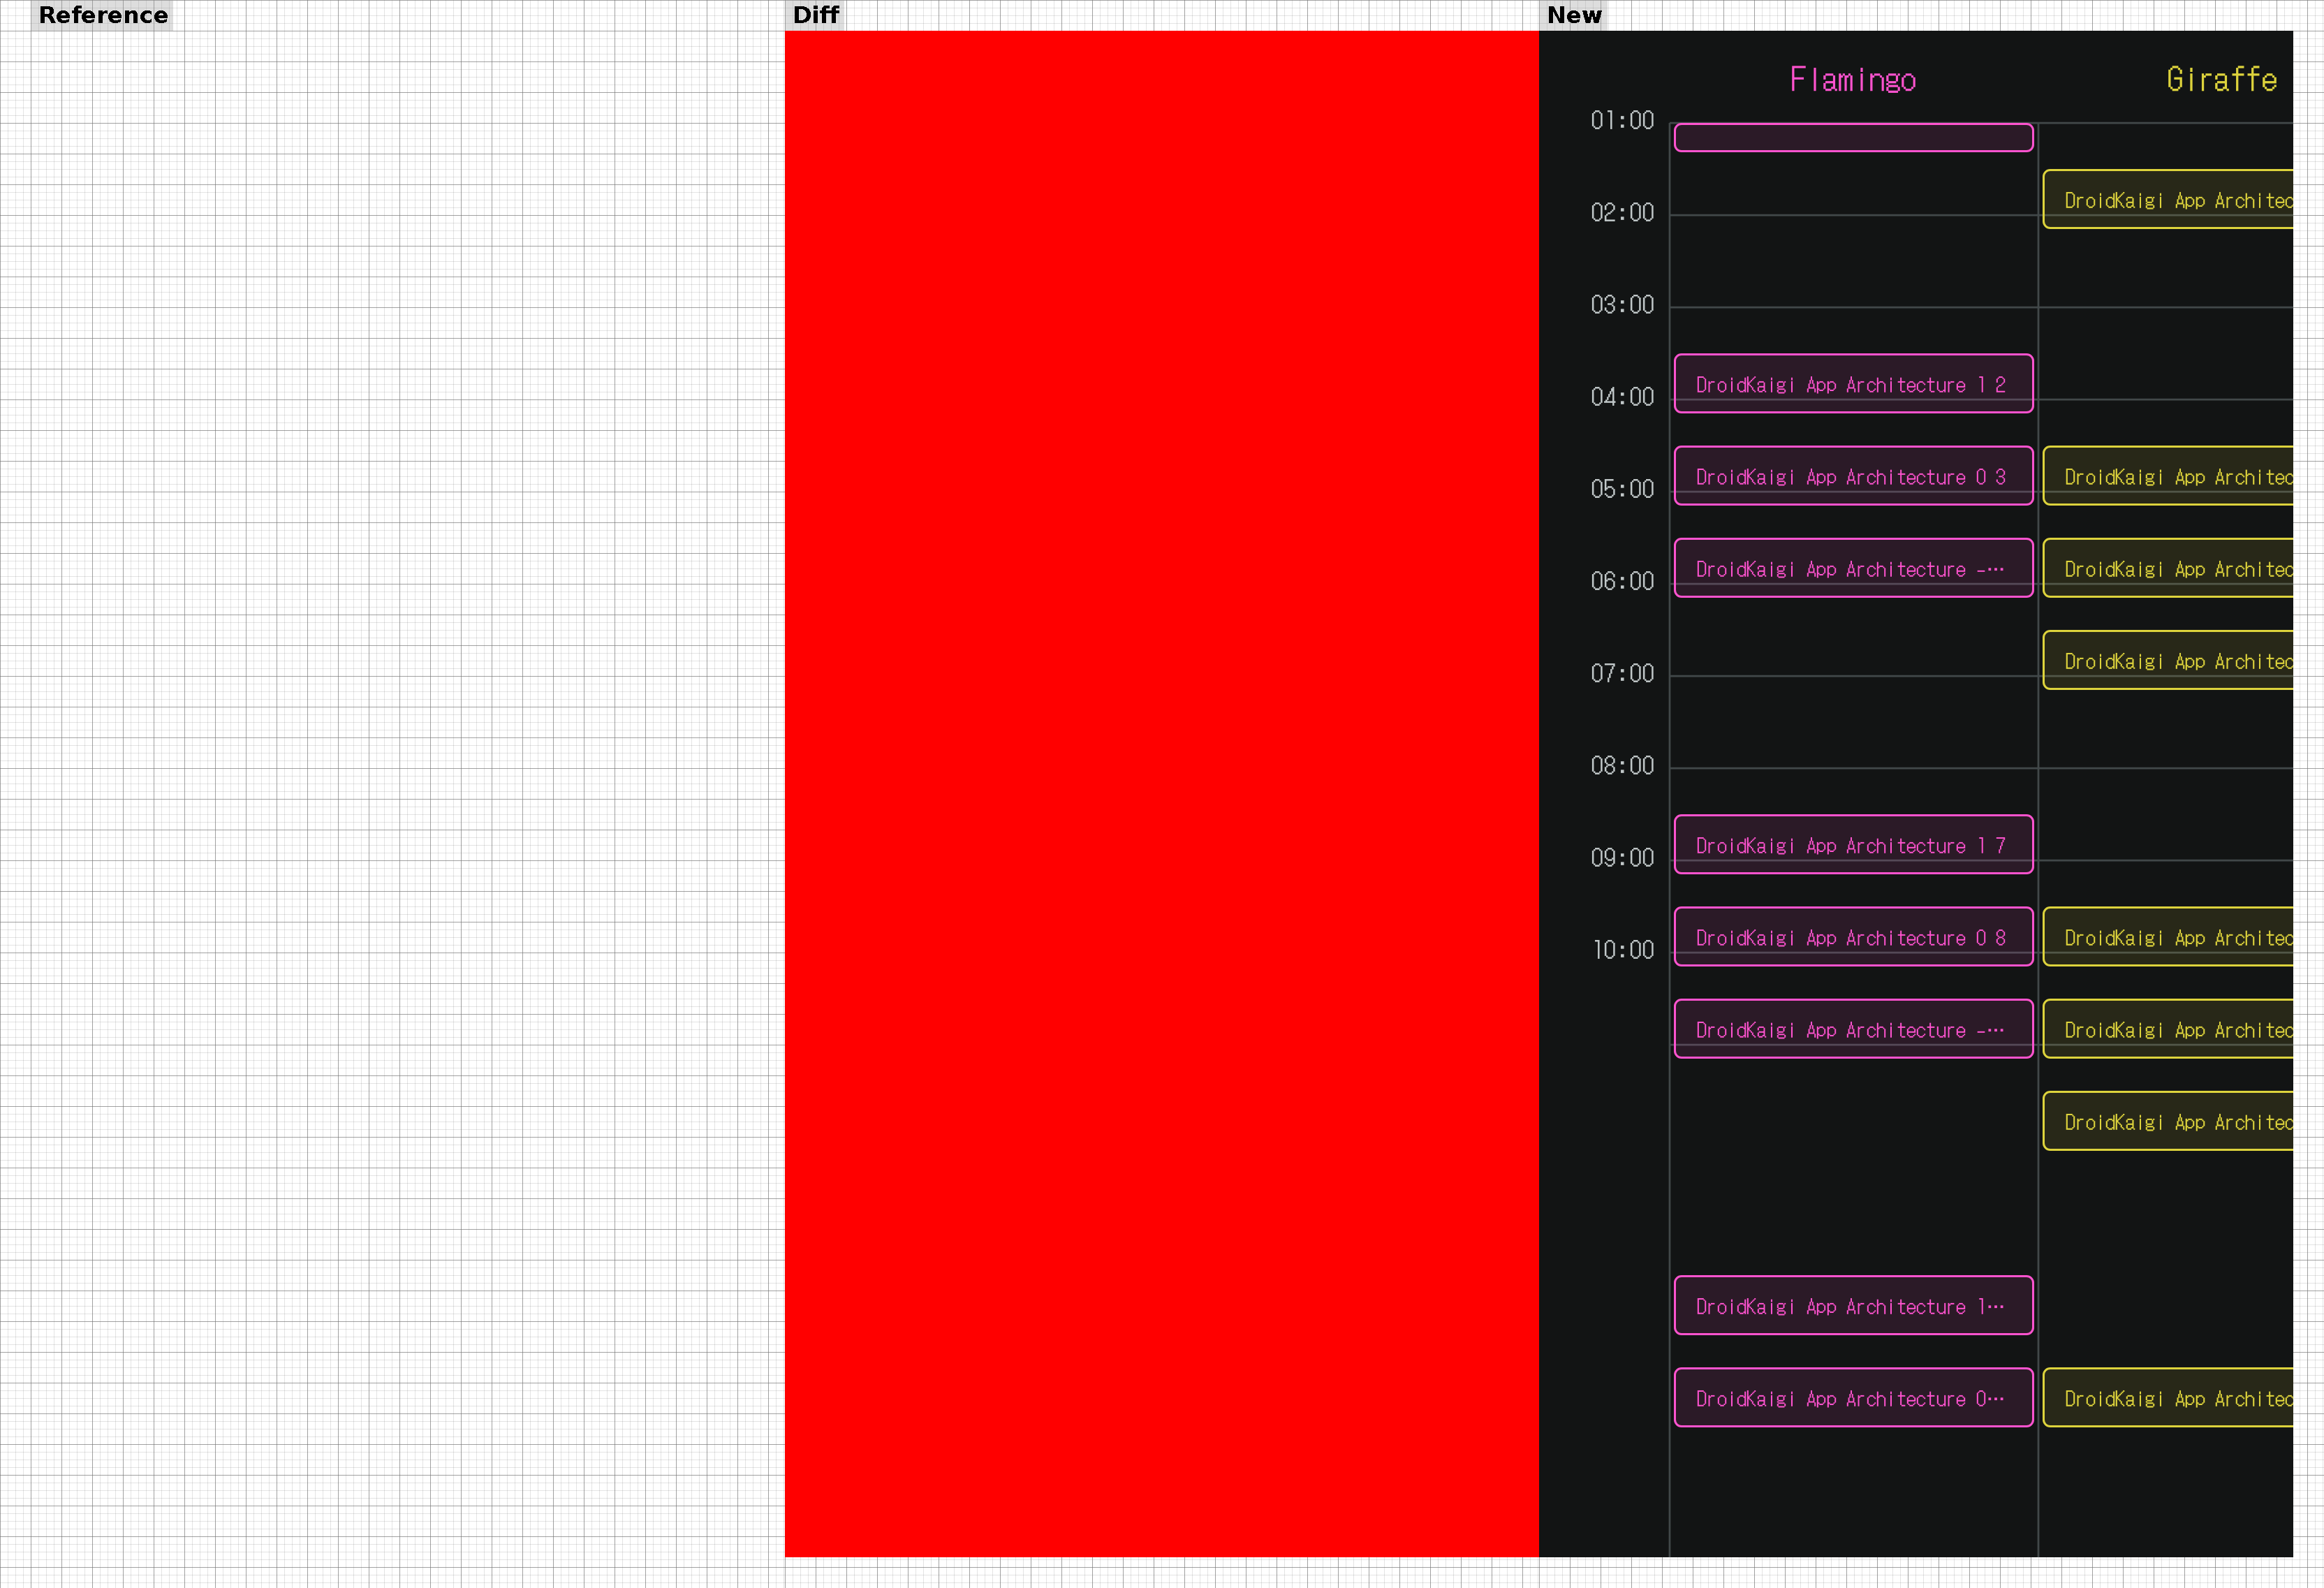 Reference
Diff
New
Flamingo
Giraffe
01:00
DroidKaigi App Architec
02:00
03:00
DroidKaigi App Architecture 1 2
04:00
DroidKaigi App Architecture 0 3
DroidKaigi App Architec
05:00
DroidKaigi App Architecture -…
DroidKaigi App Architec
06:00
DroidKaigi App Architec
07:00
08:00
DroidKaigi App Architecture 1 7
09:00
DroidKaigi App Architecture 0 8
DroidKaigi App Architec
10:00
DroidKaigi App Architecture -…
DroidKaigi App Architec
DroidKaigi App Architec
DroidKaigi App Architecture 1…
DroidKaigi App Architecture 0…
DroidKaigi App Architec